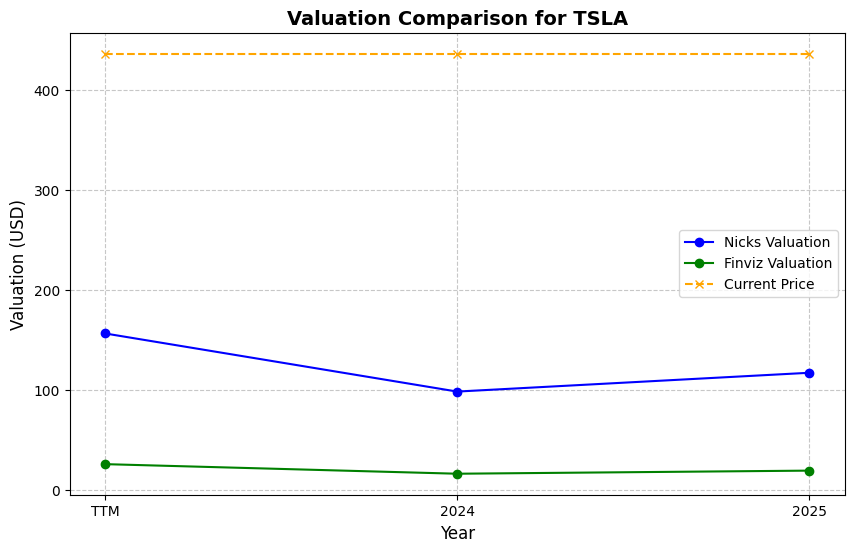 Valuation Comparison for TSLA
Valuation (USD)
400
300
200
100
0
Nicks Valuation
Finviz Valuation
Current Price
TTM
2024
2025
Year